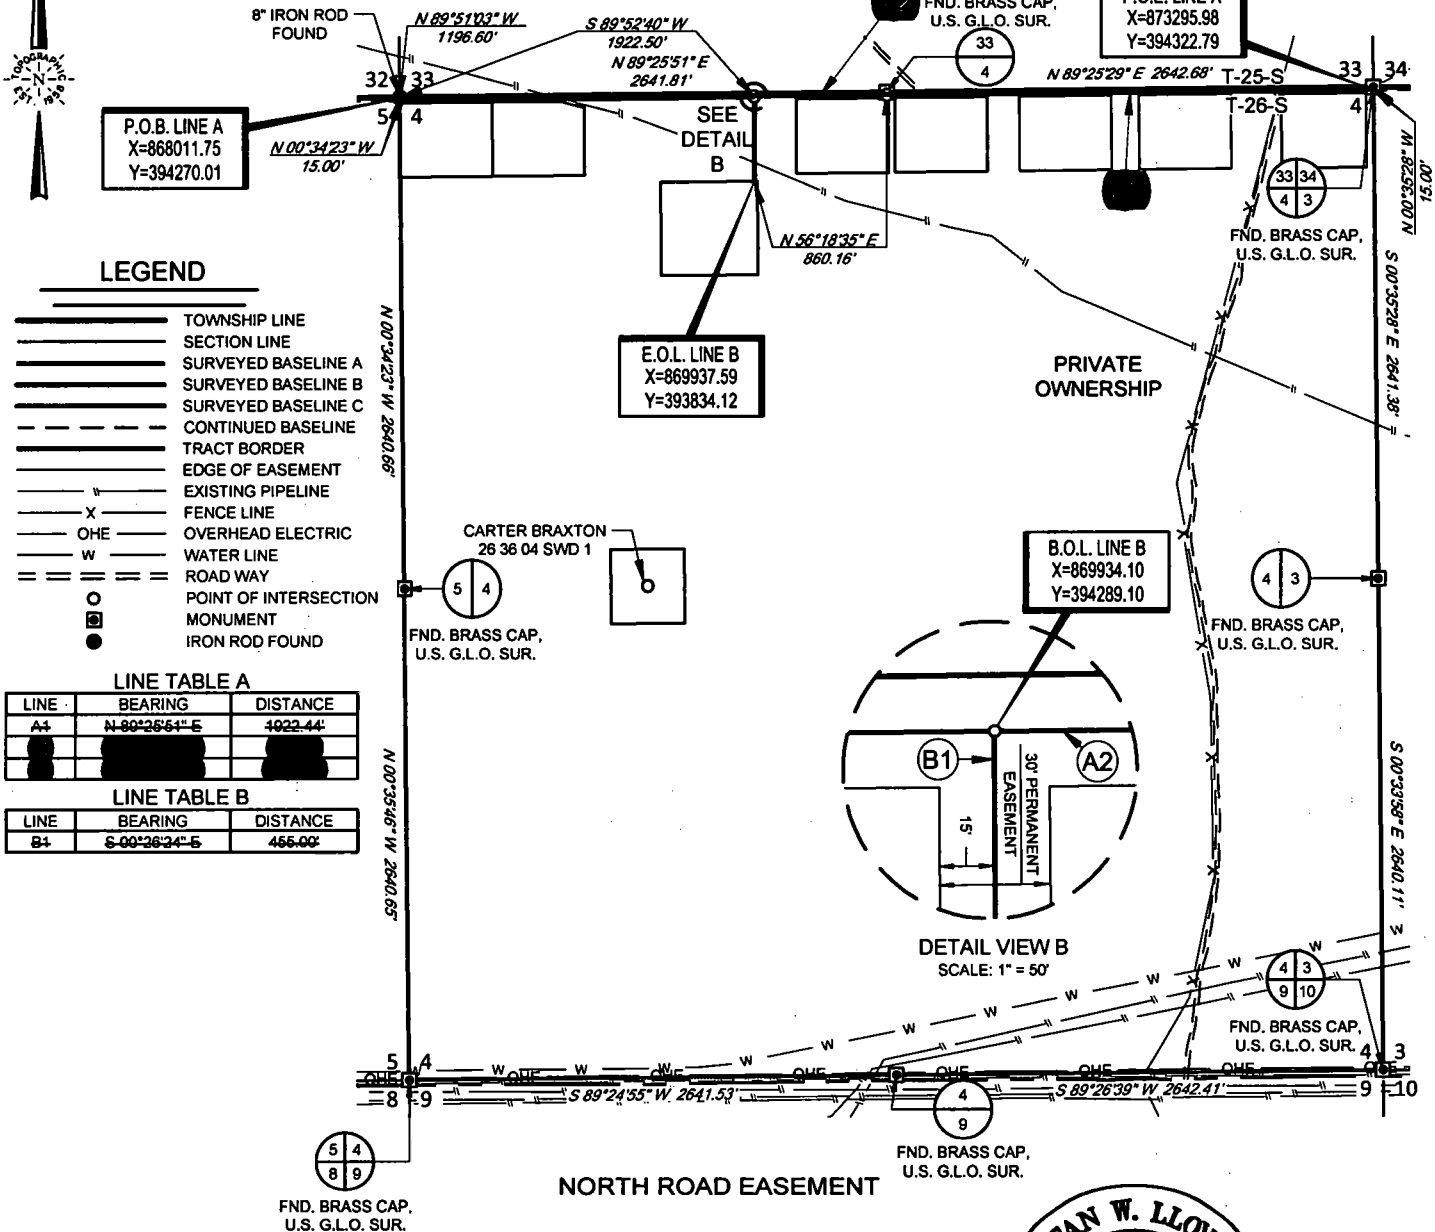 8" IRON ROD
FOUND
N 89°51'03" W
1196.60'
S 89°52'40" W
1922.50'
N 89°25'51" E
2641.81'
FND. BRASS CAP,
U.S. G.L.O. SUR.
33
4
X=873295.98
Y=394322.79
N 89°25'29" E 2642.68'
T-25-S
T-26-S
33 34
4
32 33
5 4
TOPOGRAPHIC
N
EST. 1958
P.O.B. LINE A
X=868011.75
Y=394270.01
N 00°34'23" W
15.00'
SEE
DETAIL
B
N 56°18'35" E
860.16'
33 34
4 3
FND. BRASS CAP,
U.S. G.L.O. SUR.
N 00°35'28" W
15.00'
LEGEND
TOWNSHIP LINE
SECTION LINE
SURVEYED BASELINE A
SURVEYED BASELINE B
SURVEYED BASELINE C
CONTINUED BASELINE
TRACT BORDER
EDGE OF EASEMENT
EXISTING PIPELINE
X FENCE LINE
OHE OVERHEAD ELECTRIC
W WATER LINE
ROAD WAY
POINT OF INTERSECTION
MONUMENT
IRON ROD FOUND
N 00°34'23" W 2640.66'
E.O.L. LINE B
X=869937.59
Y=393834.12
PRIVATE
OWNERSHIP
S 00°35'28" E 2641.38'
CARTER BRAXTON
26 36 04 SWD 1
5 4
FND. BRASS CAP,
U.S. G.L.O. SUR.
B.O.L. LINE B
X=869934.10
Y=394289.10
4 3
FND. BRASS CAP,
U.S. G.L.O. SUR.
LINE TABLE A
LINE BEARING DISTANCE
A1 N 89°25'51" E 1922.44'
LINE TABLE B
LINE BEARING DISTANCE
B1 S 00°26'24" E 455.00'
N 00°35'46" W 2640.65'
B1
A2
15'
30' PERMANENT
EASEMENT
DETAIL VIEW B
SCALE: 1" = 50'
S 00°33'58" E 2640.11'
4 3
9 10
FND. BRASS CAP,
U.S. G.L.O. SUR.
W W W W W W W W W W
X X X X X X X X X
5 4
8 9
OHE OHE OHE OHE OHE OHE OHE
4 3
9 10
S 89°24'55" W 2641.53'
S 89°26'39" W 2642.41'
4
9
FND. BRASS CAP,
U.S. G.L.O. SUR.
5 4
8 9
FND. BRASS CAP,
U.S. G.L.O. SUR.
NORTH ROAD EASEMENT
W.